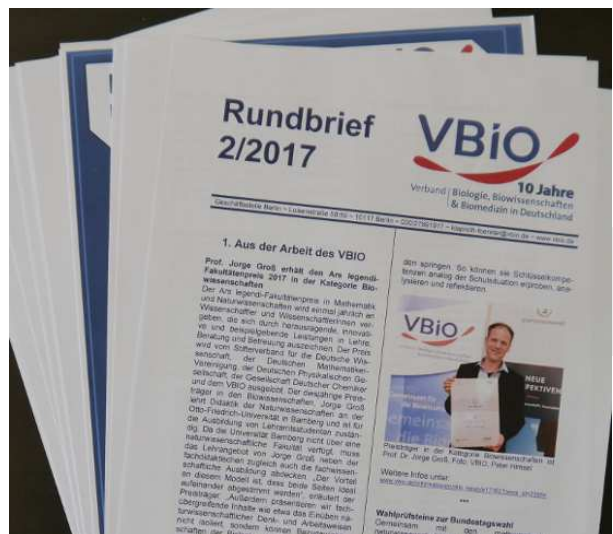 Rundbrief
2/2017
VBiO
10 Jahre
Verband Biologie, Biowissenschaften
& Biomedizin in Deutschland
Geschäftsstelle Berlin
1. Aus der Arbeit des VBIO
Prof. Jorge Groß erhält den Ars legendi-
Fakultätenpreis 2017 in der Kategorie Bio-
wissenschaften
Der Ars legendi-Fakultätenpreis in Mathematik
und Naturwissenschaften wird einmal jährlich an
Wissenschaftler und Wissenschaftlerinnen ver-
geben, die sich durch herausragende, innovati-
ve und beispielgebende Leistungen in Lehre,
Beratung und Betreuung auszeichnen. Der Preis
wird vom Stifterverband für die Deutsche Wis-
senschaft, der Deutschen Mathematiker-
Vereinigung, der Deutschen Physikalischen Ge-
sellschaft, der Gesellschaft Deutscher Chemiker
und dem VBIO ausgelobt. Der diesjährige Preis-
träger in den Biowissenschaften, Jorge Groß
lehrt Didaktik der Naturwissenschaften an der
Otto-Friedrich-Universität in Bamberg und ist für
die Ausbildung von Lehramtsstudenten zustän-
dig. Da die Universität Bamberg nicht über eine
naturwissenschaftliche Fakultät verfügt, muss
das Lehrangebot von Jorge Groß neben der
fachdidaktischen zugleich auch die fachwissen-
schaftliche Ausbildung abdecken. „Der Vorteil
an diesem Modell ist, dass beide Seiten ideal
aufeinander abgestimmt werden", erläutert der
Preisträger. „Außerdem präsentieren wir fach-
übergreifende Inhalte wie etwa das Einüben na-
turwissenschaftlicher Denk- und Arbeitsweisen
nicht isoliert, sondern können
schaften der
den springen. So können sie Schlüsselkompe-
tenzen analog der Schulsituation erproben, ana-
lysieren und reflektieren.
VBiO
NEUE
Preisträger in der Kategorie Biowissenschaften ist
Prof. Dr. Jorge Groß. Foto: VBIO, Peter Himsel
Weitere Infos unter:
***
Wahlprüfsteine zur Bundestagswahl
Gemeinsam mit den